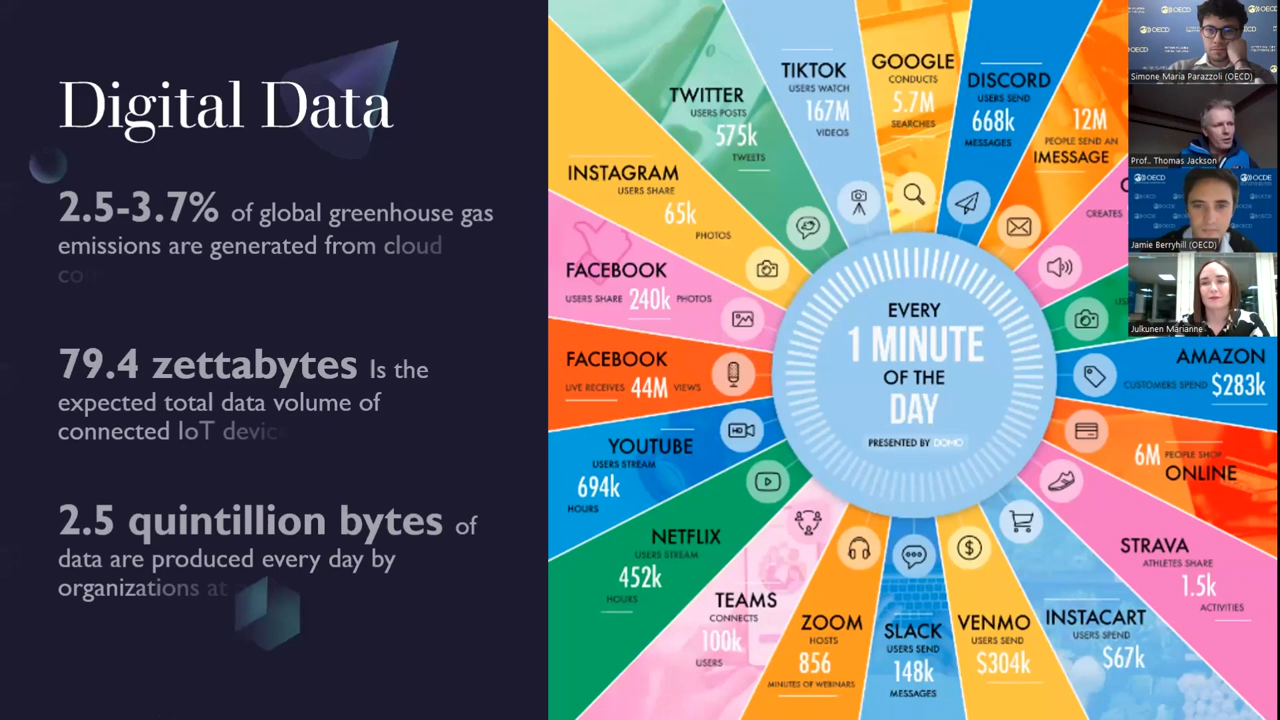 Digital Data
2.5-3.7% of global greenhouse gas
emissions are generated from cloud
79.4 zettabytes Is the
expected total data volume of
connected IoT devic
2.5 quintillion bytes of
data are produced every day by
organizations at
TWITTER
USERS POSTS
575k
TWEETS
TIKTOK
USERS WATCH
167M
VIDEOS
GOOGLE
CONDUCTS
5.7M
SEARCHES
DISCORD
USERS SEND
668k
MESSAGES
12M
PEOPLE SEND AN
IMESSAGE
CREATES
INSTAGRAM
USERS SHARE
65k
PHOTOS
FACEBOOK
USERS SHARE 240k PHOTOS
FACEBOOK
LIVE RECEIVES 44M VIEWS
YOUTUBE
USERS STREAM
694k
HOURS
NETFLIX
USERS STREAM
452k
HOURS
TEAMS
CONNECTS
100k
USERS
ZOOM
HOSTS
856
MINUTES OF WEBINARS
SLACK
USERS SEND
148k
MESSAGES
VENMO
USERS SEND
$304k
INSTACART
USERS SPEND
$67k
STRAVA
ATHLETES SHARE
1.5k
ACTIVITIES
6M PEOPLE SHOP
ONLINE
AMAZON
CUSTOMERS SPEND $283k
EVERY
1 MINUTE
OF THE
DAY
PRESENTED BY DOMO
HD
OECD
Simone Maria Parazzoli (OECD)
Prof.. Thomas Jackson
OECD OCDE
Jamie Berryhill (OECD)
Julkunen Marianne